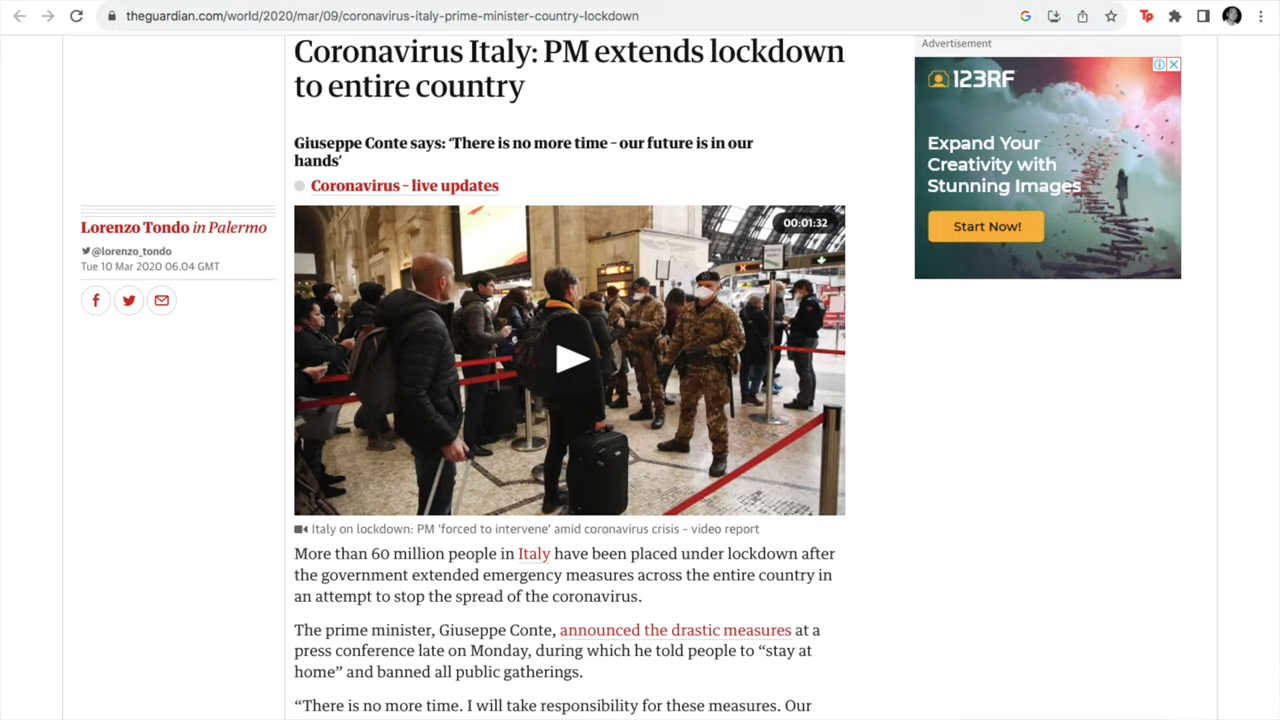 theguardian.com/world/2020/mar/09/coronavirus-italy-prime-minister-country-lockdown
Coronavirus Italy: PM extends lockdown
to entire country
Giuseppe Conte says: ‘There is no more time – our future is in our
hands’
Coronavirus – live updates
Lorenzo Tondo in Palermo
@lorenzo_tondo
Tue 10 Mar 2020 06.04 GMT
00:01:32
Italy on lockdown: PM 'forced to intervene' amid coronavirus crisis – video report
More than 60 million people in Italy have been placed under lockdown after
the government extended emergency measures across the entire country in
an attempt to stop the spread of the coronavirus.
The prime minister, Giuseppe Conte, announced the drastic measures at a
press conference late on Monday, during which he told people to “stay at
home” and banned all public gatherings.
“There is no more time. I will take responsibility for these measures. Our
Advertisement
123RF
Expand Your
Creativity with
Stunning Images
Start Now!